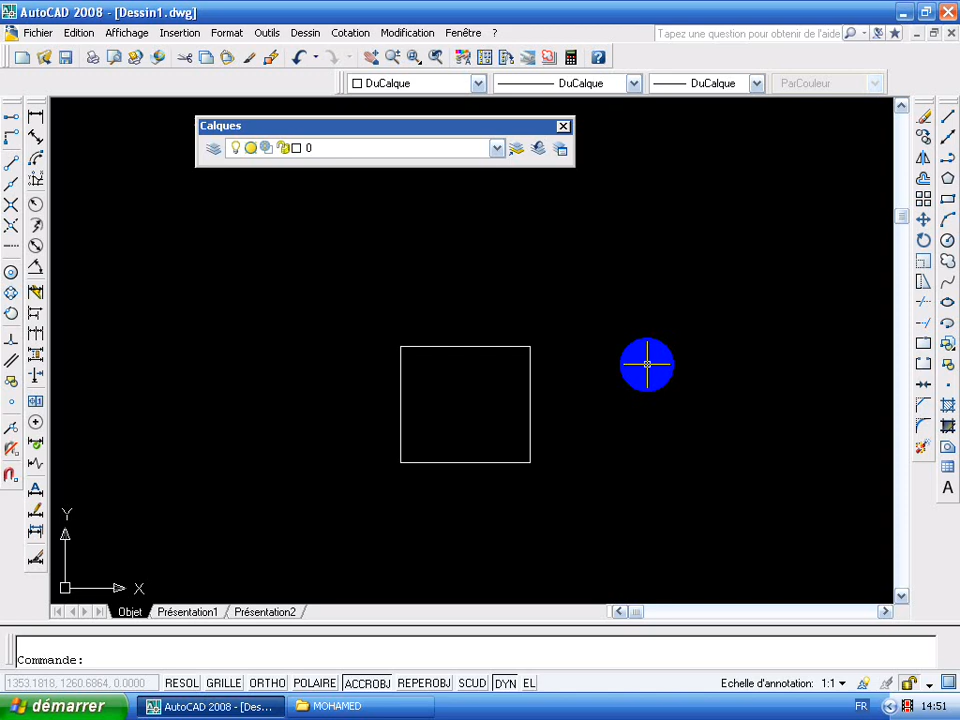 AutoCAD 2008 - [Dessin1.dwg]
Fichier Edition Affichage Insertion Format Outils Dessin Cotation Modification Fenêtre ? Tapez une question pour obtenir de l'aide
DuCalque DuCalque DuCalque ParCouleur
Calques
0
Y
X
Objet Présentation1 Présentation2
Commande:
1353.1818, 1260.6864, 0.0000 RESOL GRILLE ORTHO POLAIRE ACCROBJ REPEROBJ SCUD DYN EL Echelle d'annotation: 1:1
démarrer AutoCAD 2008 - [Des... MOHAMED FR 14:51